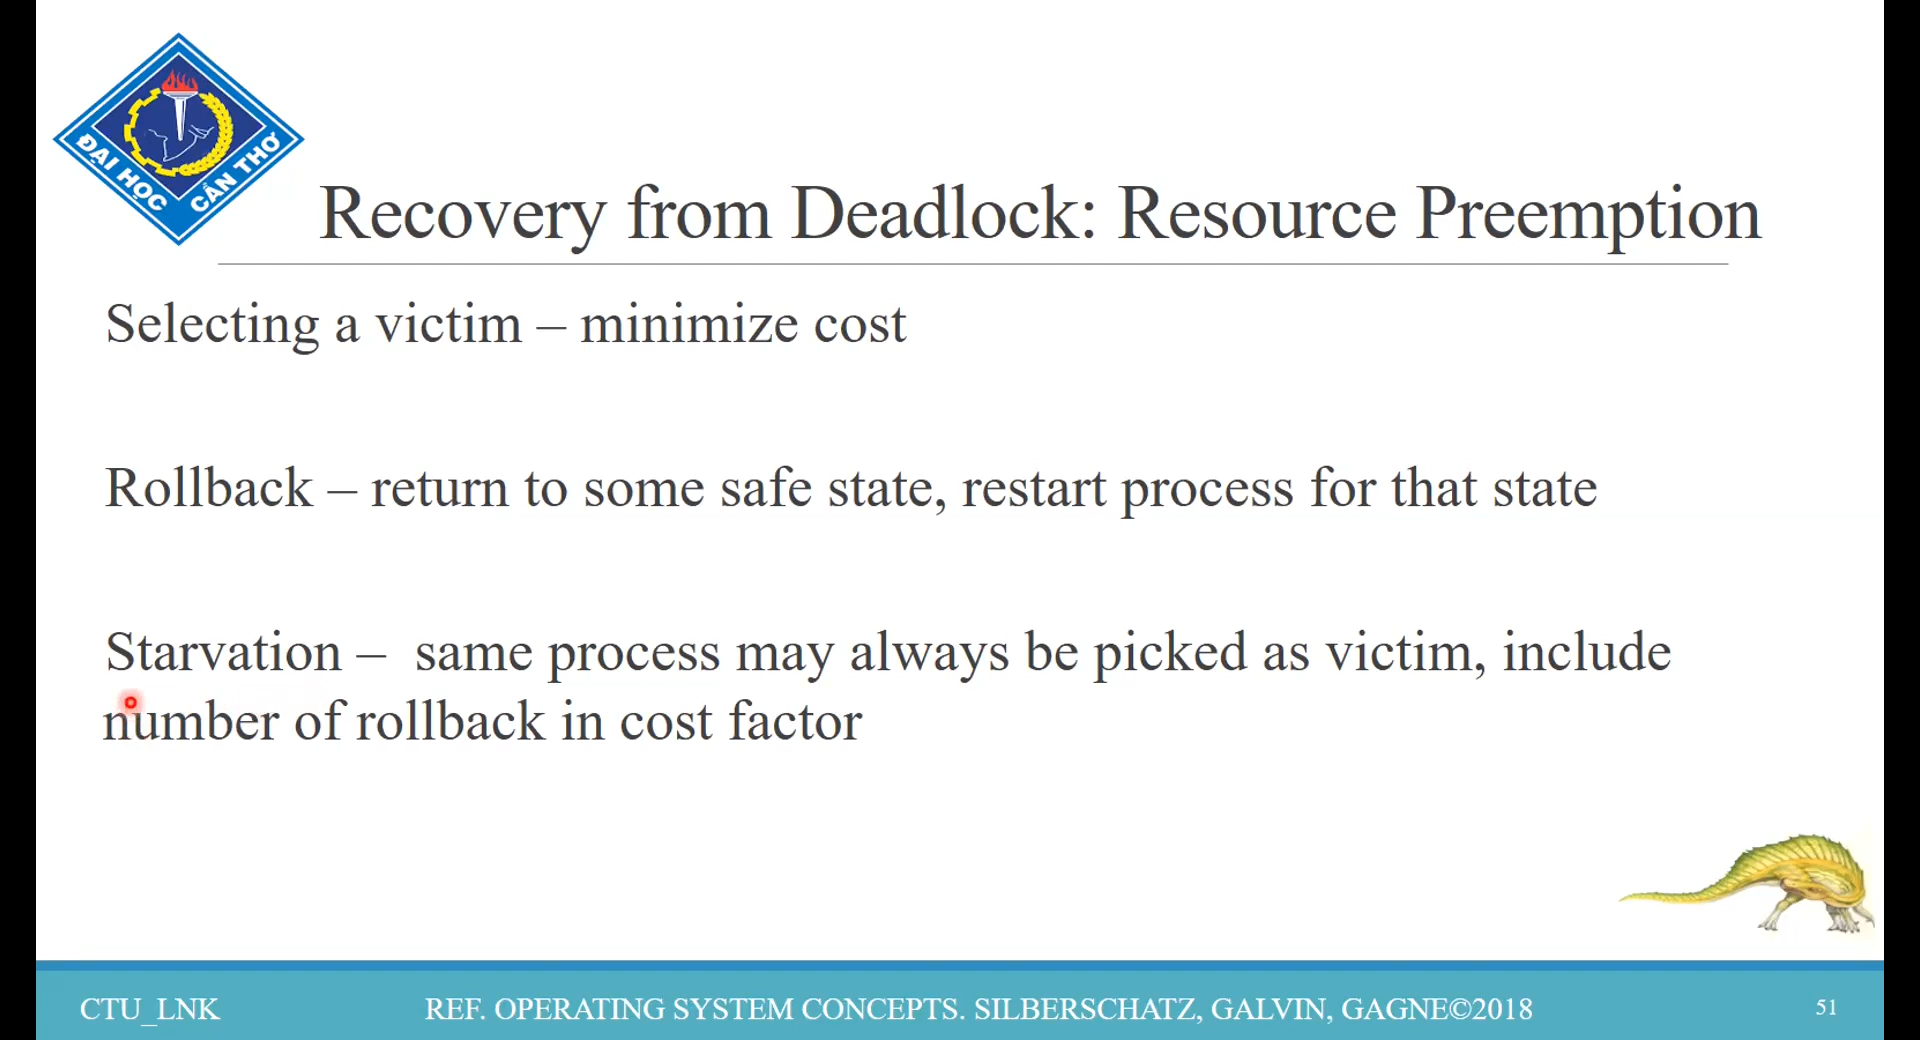 ĐẠI HỌC CẦN THƠ
Recovery from Deadlock: Resource Preemption
Selecting a victim – minimize cost
Rollback – return to some safe state, restart process for that state
Starvation – same process may always be picked as victim, include
number of rollback in cost factor
CTU_LNK
REF. OPERATING SYSTEM CONCEPTS. SILBERSCHATZ, GALVIN, GAGNE©2018
51